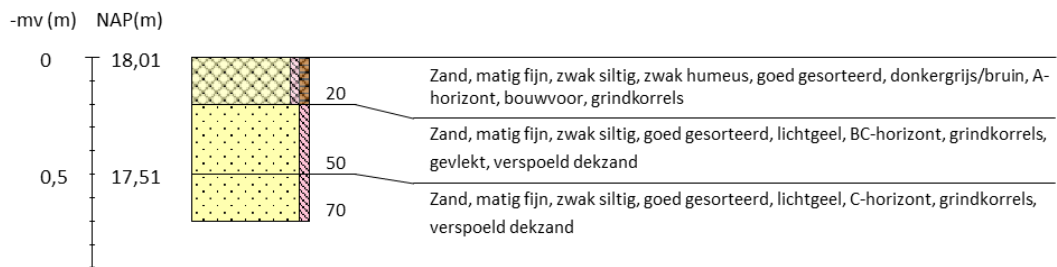 -mv (m) NAP(m)
0 18,01
Zand, matig fijn, zwak siltig, zwak humeus, goed gesorteerd, donkergrijs/bruin, A-
horizont, bouwvoor, grindkorrels
20
Zand, matig fijn, zwak siltig, goed gesorteerd, lichtgeel, BC-horizont, grindkorrels,
gevlekt, verspoeld dekzand
50
0,5 17,51
Zand, matig fijn, zwak siltig, goed gesorteerd, lichtgeel, C-horizont, grindkorrels,
verspoeld dekzand
70